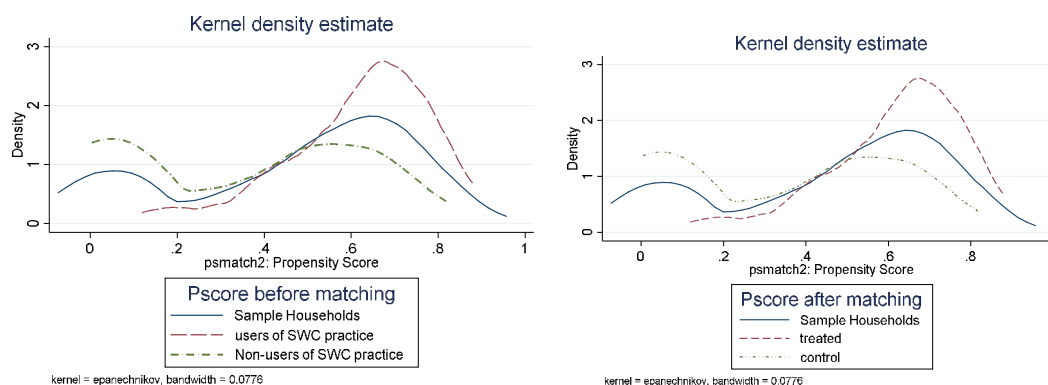 Kernel density estimate
3
2
1
0
Density
0 .2 .4 .6 .8 1
psmatch2: Propensity Score
Pscore before matching
Sample Households
users of SWC practice
Non-users of SWC practice
kernel = epanechnikov, bandwidth = 0.0776
Kernel density estimate
3
2
1
0
Density
0 .2 .4 .6 .8
psmatch2: Propensity Score
Pscore after matching
Sample Households
treated
control
kernel = epanechnikov, bandwidth = 0.0776